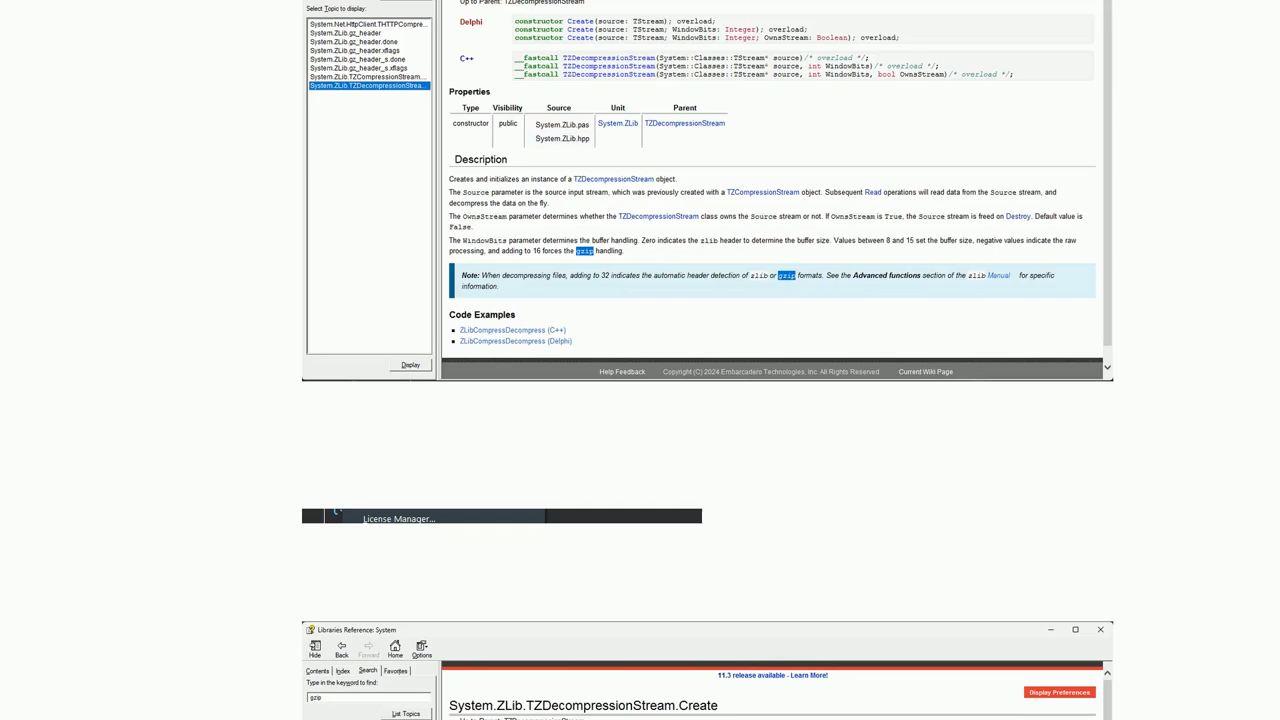 Select Topic to display:
System.Net.HttpClient.THTTPCompre...
System.ZLib.gz_header
System.ZLib.gz_header.done
System.ZLib.gz_header.xflags
System.ZLib.gz_header_s.done
System.ZLib.gz_header_s.xflags
System.ZLib.TZCompressionStream....
System.ZLib.TZDecompressionStrea...
Display
Up to Parent: TZDecompressionStream
Delphi
constructor Create(source: TStream); overload;
constructor Create(source: TStream; WindowBits: Integer); overload;
constructor Create(source: TStream; WindowBits: Integer; OwnsStream: Boolean); overload;
C++
__fastcall TZDecompressionStream(System::Classes::TStream* source)/* overload */;
__fastcall TZDecompressionStream(System::Classes::TStream* source, int WindowBits)/* overload */;
__fastcall TZDecompressionStream(System::Classes::TStream* source, int WindowBits, bool OwnsStream)/* overload */;
Properties
Type Visibility Source Unit Parent
constructor public System.ZLib.pas System.ZLib TZDecompressionStream
System.ZLib.hpp
Description
Creates and initializes an instance of a TZDecompressionStream object.
The Source parameter is the source input stream, which was previously created with a TZCompressionStream object. Subsequent Read operations will read data from the Source stream, and
decompress the data on the fly.
The OwnsStream parameter determines whether the TZDecompressionStream class owns the Source stream or not. If OwnsStream is True, the Source stream is freed on Destroy. Default value is
False.
The WindowBits parameter determines the buffer handling. Zero indicates the zlib header to determine the buffer size. Values between 8 and 15 set the buffer size, negative values indicate the raw
processing, and adding to 16 forces the gzip handling.
Note: When decompressing files, adding to 32 indicates the automatic header detection of zlib or gzip formats. See the Advanced functions section of the zlib Manual for specific
information.
Code Examples
ZLibCompressDecompress (C++)
ZLibCompressDecompress (Delphi)
Help Feedback Copyright (C) 2024 Embarcadero Technologies, Inc. All Rights Reserved. Current Wiki Page
License Manager...
Libraries Reference: System
Hide Back Forward Home Options
Contents Index Search Favorites
Type in the keyword to find:
gzip
List Topics
11.3 release available - Learn More!
Display Preferences
System.ZLib.TZDecompressionStream.Create